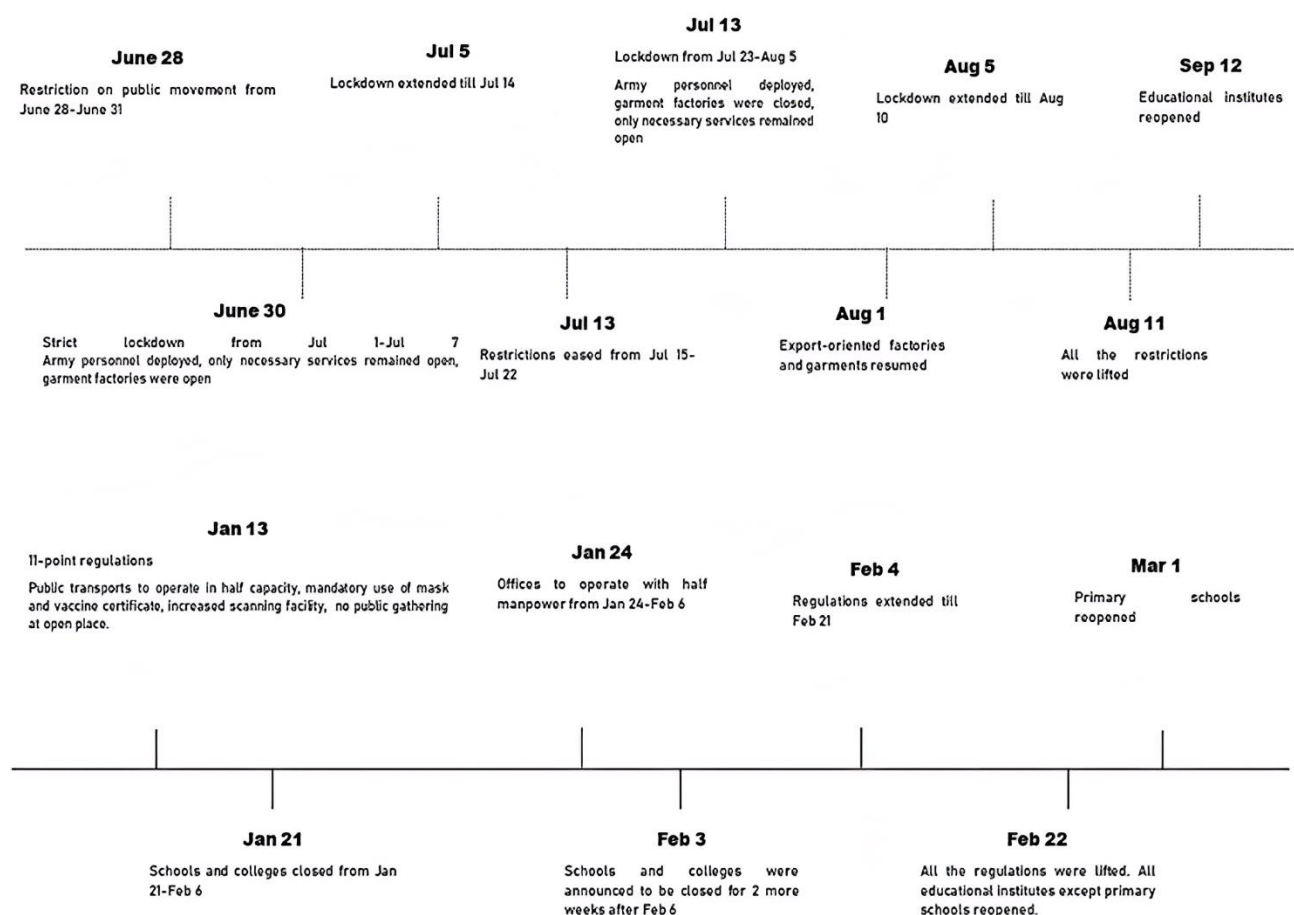 June 28
Restriction on public movement from
June 28-June 31
Jul 5
Lockdown extended till Jul 14
Jul 13
Lockdown from Jul 23-Aug 5
Army personnel deployed,
garment factories were closed,
only necessary services remained
open
Aug 5
Lockdown extended till Aug
10
Sep 12
Educational institutes
reopened
June 30
Strict lockdown from Jul 1-Jul 7
Army personnel deployed, only necessary services remained open,
garment factories were open
Jul 13
Restrictions eased from Jul 15-
Jul 22
Aug 1
Export-oriented factories
and garments resumed
Aug 11
All the restrictions
were lifted
Jan 13
11-point regulations
Public transports to operate in half capacity, mandatory use of mask
and vaccine certificate, increased scanning facility, no public gathering
at open place.
Jan 24
Offices to operate with half
manpower from Jan 24-Feb 6
Feb 4
Regulations extended till
Feb 21
Mar 1
Primary schools
reopened
Jan 21
Schools and colleges closed from Jan
21-Feb 6
Feb 3
Schools and colleges were
announced to be closed for 2 more
weeks after Feb 6
Feb 22
All the regulations were lifted. All
educational institutes except primary
schools reopened.